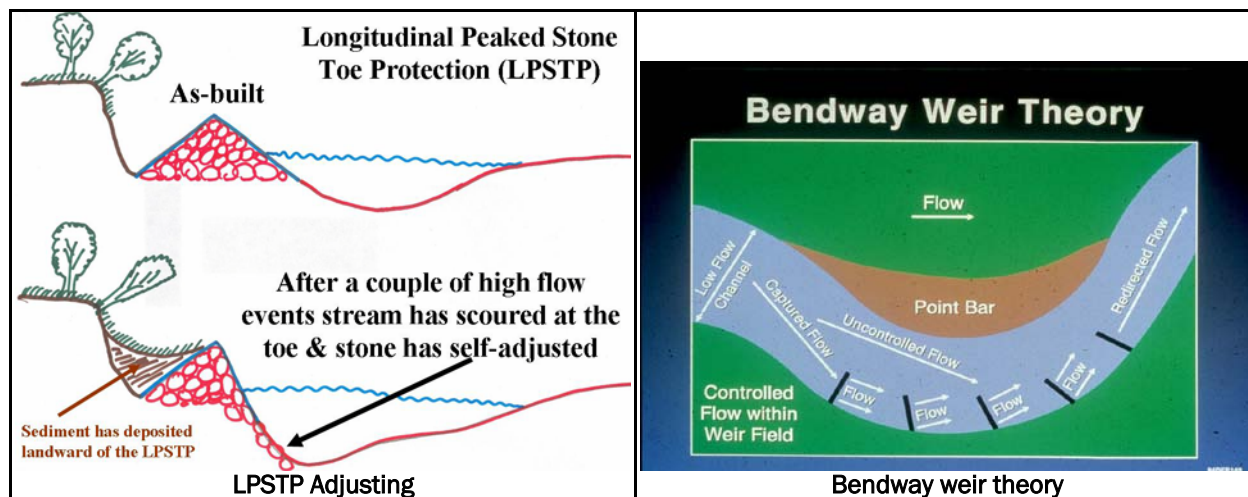 Longitudinal Peaked Stone
Toe Protection (LPSTP)
As-built
After a couple of high flow
events stream has scoured at the
toe & stone has self-adjusted
Sediment has deposited
landward of the LPSTP
LPSTP Adjusting
Bendway Weir Theory
Flow
Low Flow
Channel
Captured Flow
Uncontrolled Flow
Point Bar
Redirected Flow
Flow
Flow
Flow
Flow
Controlled
Flow within
Weir Field
Bendway weir theory